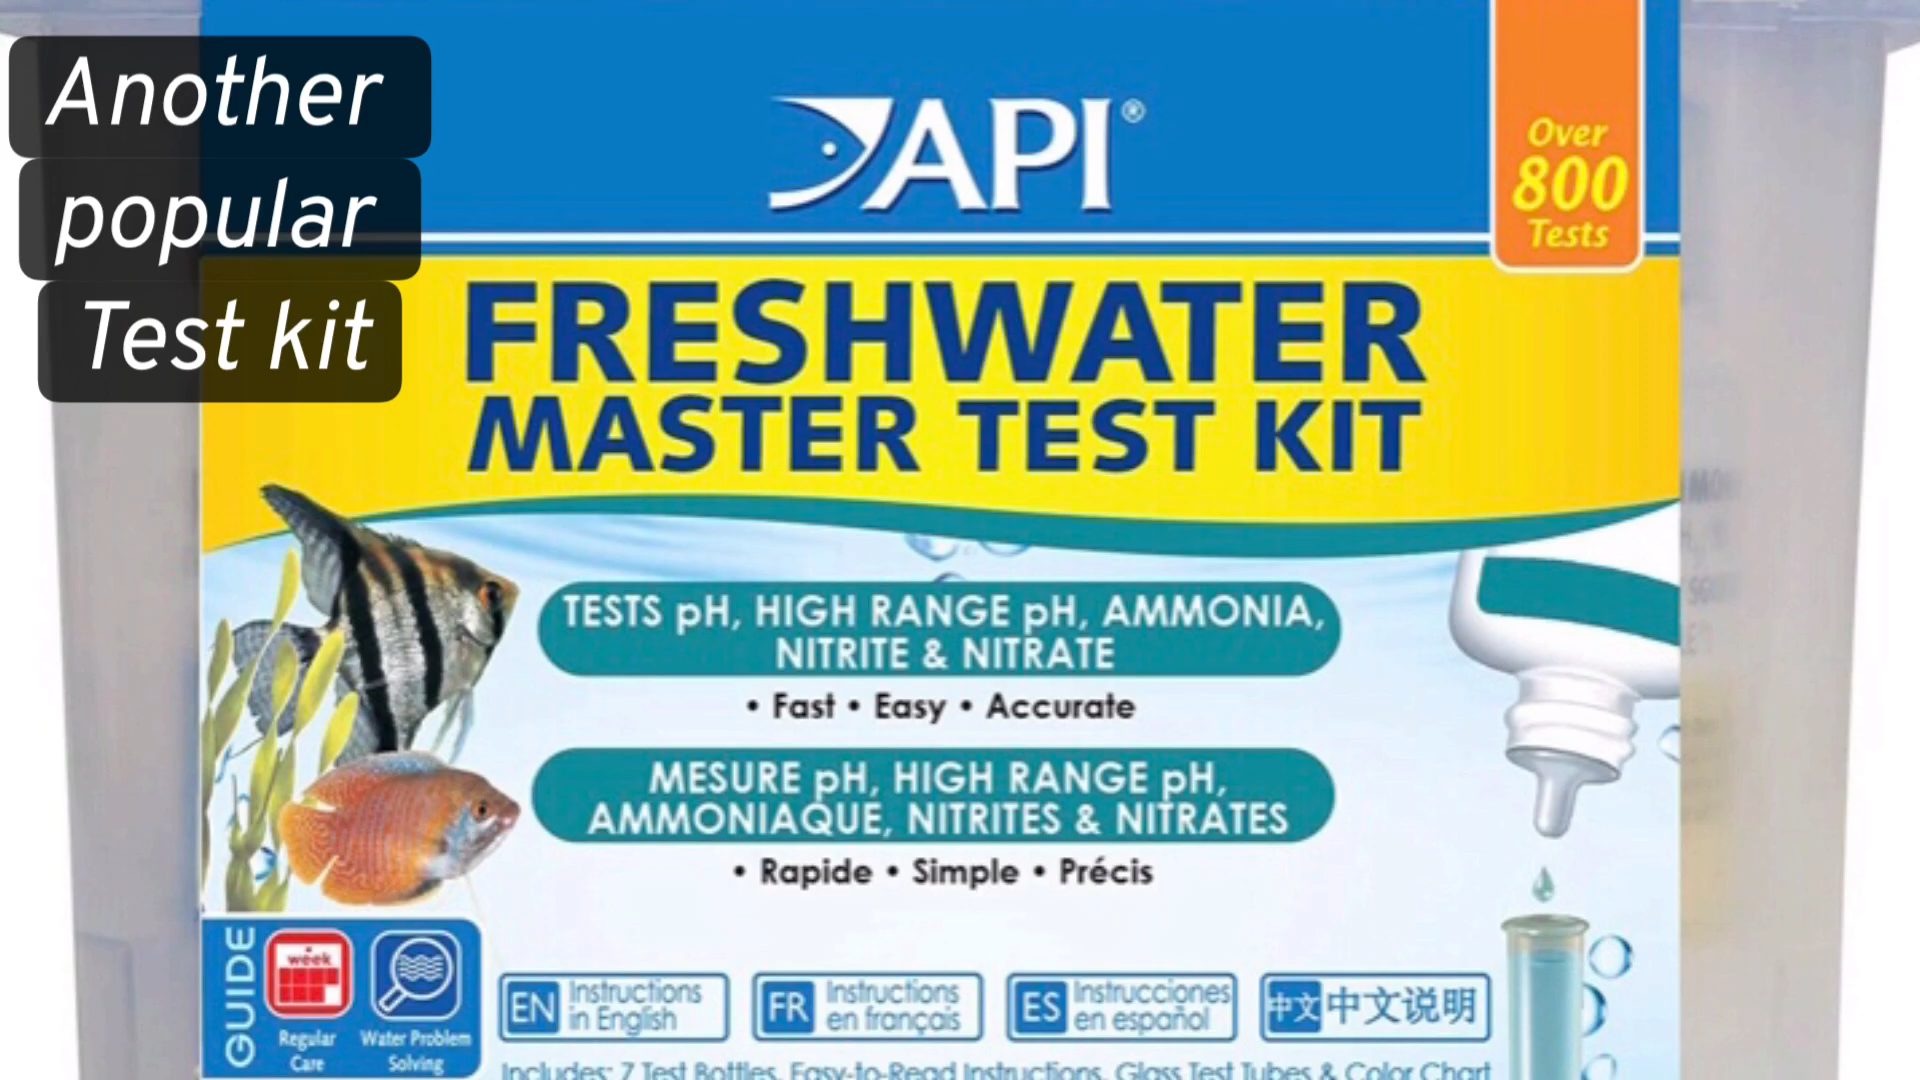 Another
popular
Test kit
API®
Over
800
Tests
FRESHWATER
MASTER TEST KIT
TESTS pH, HIGH RANGE pH, AMMONIA,
NITRITE & NITRATE
• Fast • Easy • Accurate
MESURE pH, HIGH RANGE pH,
AMMONIAQUE, NITRITES & NITRATES
• Rapide • Simple • Précis
GUIDE
week
Regular
Care
Water Problem
Solving
EN Instructions
in English
FR Instructions
en français
ES Instrucciones
en español
中文 中文说明
Includes: 7 Test Bottles, Easy-to-Read Instructions, Glass Test Tubes & Color Chart